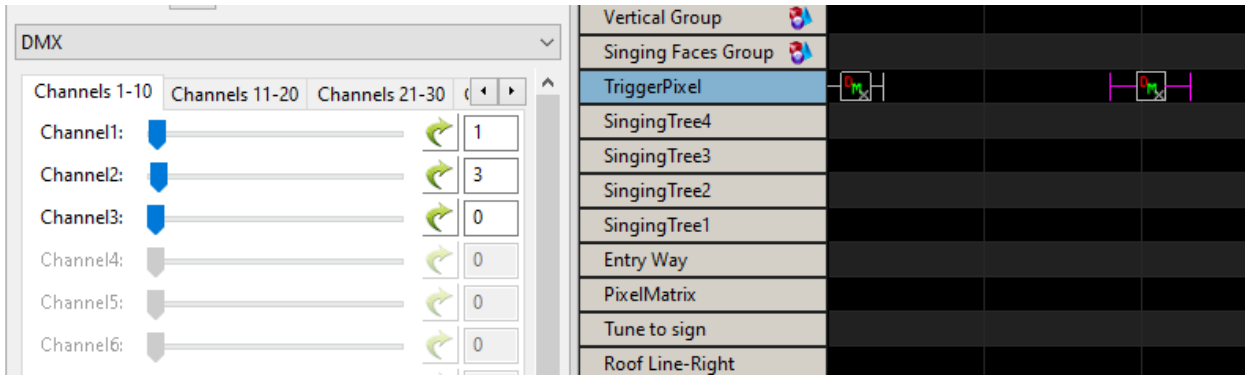 DMX
Channels 1-10 Channels 11-20 Channels 21-30
Channel1: 1
Channel2: 3
Channel3: 0
Channel4: 0
Channel5: 0
Channel6: 0
Vertical Group
Singing Faces Group
TriggerPixel DMX DMX
SingingTree4
SingingTree3
SingingTree2
SingingTree1
Entry Way
PixelMatrix
Tune to sign
Roof Line-Right